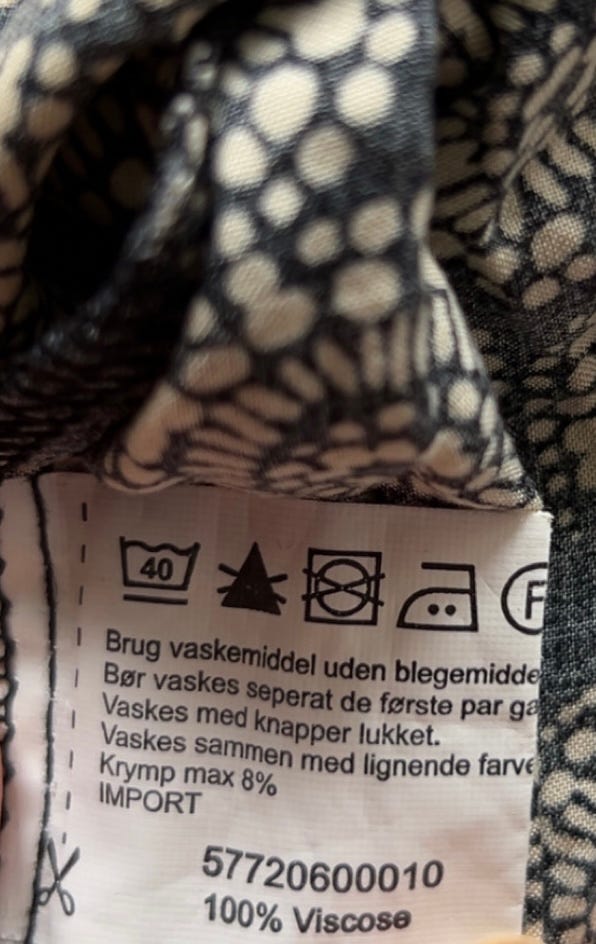 40
F
Brug vaskemiddel uden blegemidde
Bør vaskes seperat de første par ga
Vaskes med knapper lukket.
Vaskes sammen med lignende farve
Krymp max 8%
IMPORT
57720600010
100% Viscose